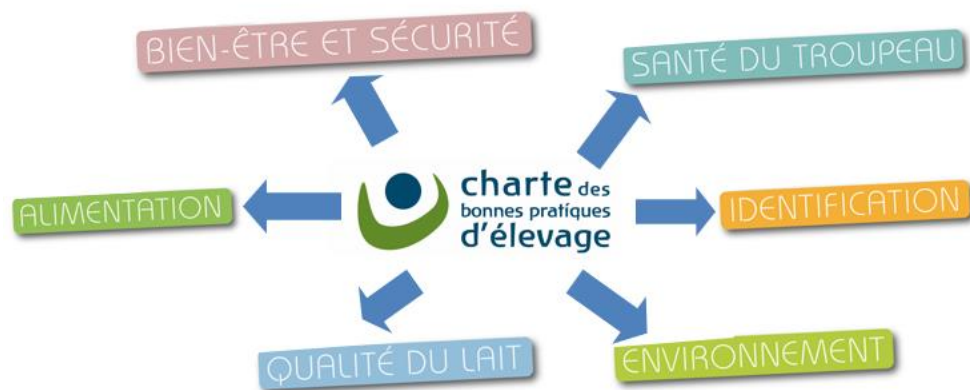 BIEN-ÊTRE ET SÉCURITÉ
SANTÉ DU TROUPEAU
ALIMENTATION
charte des
bonnes pratiques
d'élevage
IDENTIFICATION
QUALITÉ DU LAIT
ENVIRONNEMENT